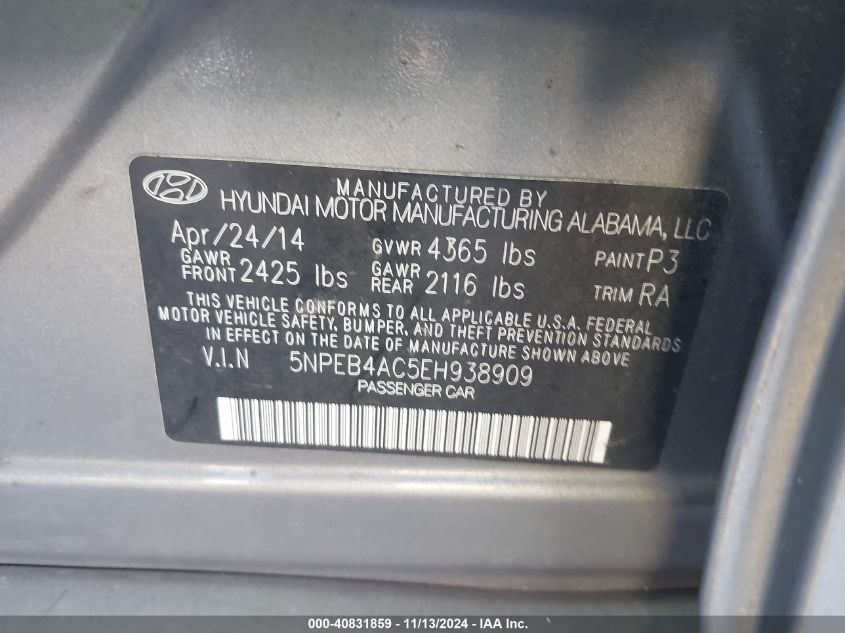 MANUFACTURED BY
HYUNDAI MOTOR MANUFACTURING ALABAMA, LLC
Apr/24/14 GVWR 4365 lbs PAINT P3
GAWR FRONT 2425 lbs GAWR REAR 2116 lbs TRIM RA
THIS VEHICLE CONFORMS TO ALL APPLICABLE U.S.A. FEDERAL
MOTOR VEHICLE SAFETY, BUMPER, AND THEFT PREVENTION STANDARDS
IN EFFECT ON THE DATE OF MANUFACTURE SHOWN ABOVE
V.I.N 5NPEB4AC5EH938909
PASSENGER CAR
000-40831859 | 11/13/2024 - COPYRIGHT IAA, LLC.